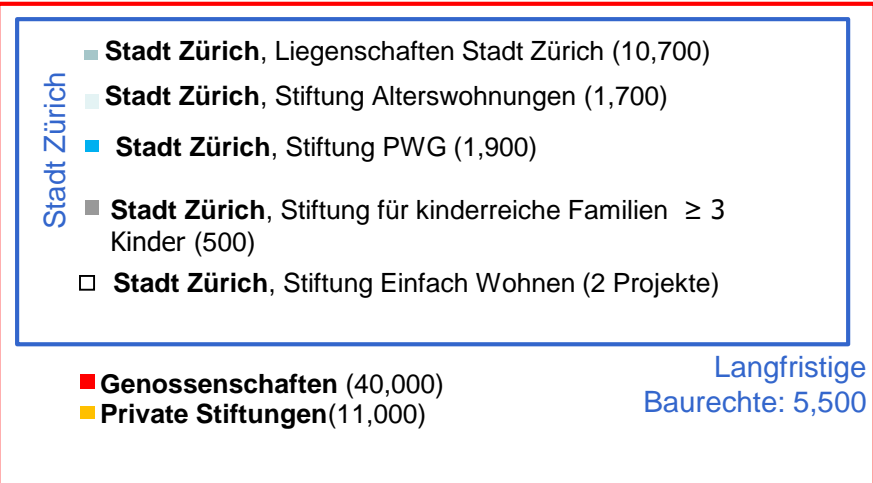 Stadt Zürich
Stadt Zürich, Liegenschaften Stadt Zürich (10,700)
Stadt Zürich, Stiftung Alterswohnungen (1,700)
Stadt Zürich, Stiftung PWG (1,900)
Stadt Zürich, Stiftung für kinderreiche Familien ≥ 3
Kinder (500)
Stadt Zürich, Stiftung Einfach Wohnen (2 Projekte)
Genossenschaften (40,000)
Private Stiftungen(11,000)
Langfristige
Baurechte: 5,500